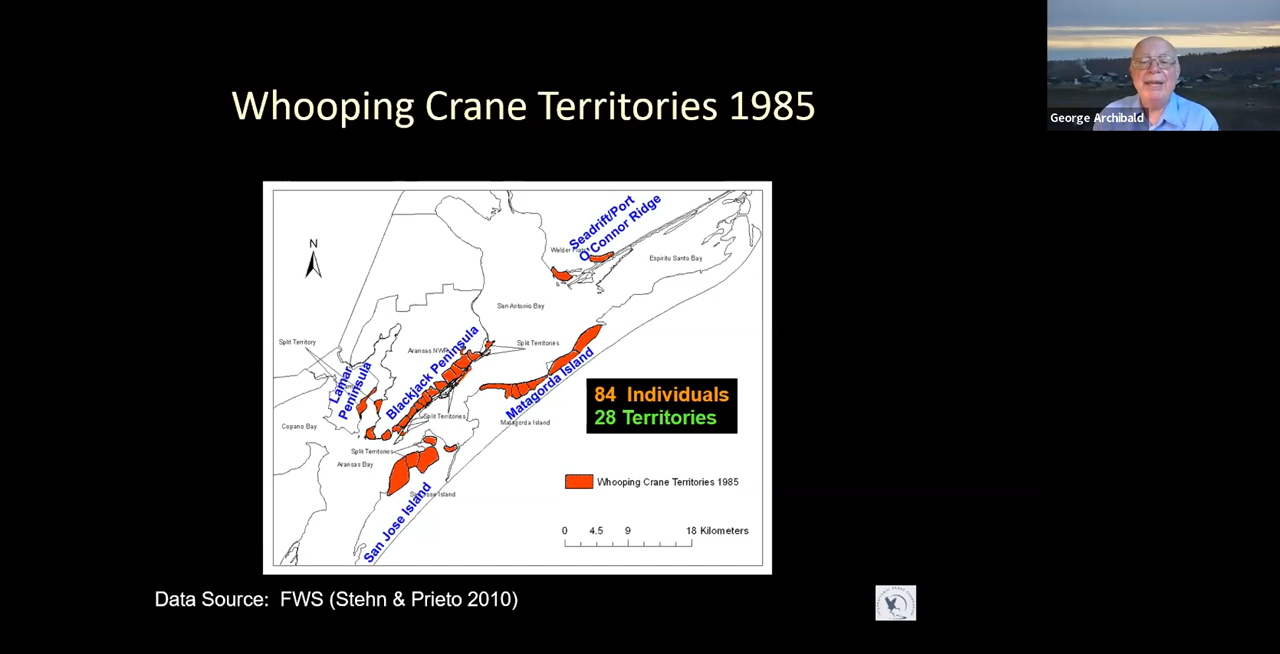 George Archibald
Whooping Crane Territories 1985
N
Seadrift/Port
O'Connor Ridge
Espiritu Santo Bay
San Antonio Bay
Split Territory
Aransas
Split Territories
Lamar
Peninsula
Blackjack Peninsula
Matagorda Island
84 Individuals
28 Territories
Split Territories
Matagorda Island
Copano Bay
Split Territories
Aransas Bay
Island
San Jose Island
Whooping Crane Territories 1985
0 4.5 9 18 Kilometers
Data Source: FWS (Stehn & Prieto 2010)